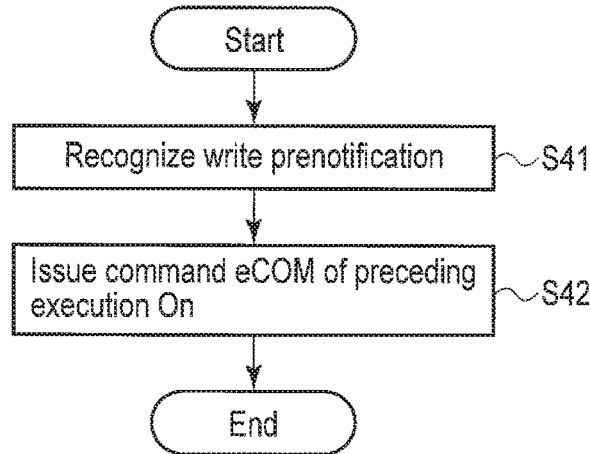 Start
Recognize write prenotification
S41
Issue command eCOM of preceding
execution On
S42
End